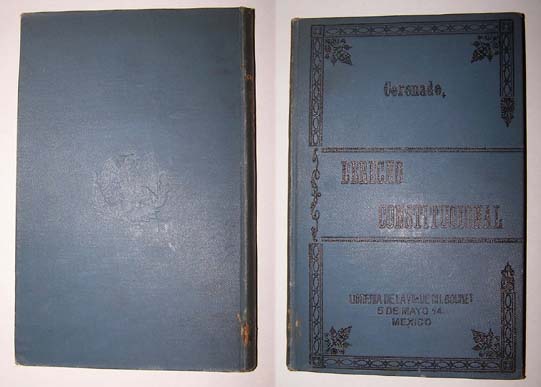 Coronado,
DERECHO
CONSTITUCIONAL
LIBRERIA DE LA Vda DE CH. BOURET
5 DE MAYO 14.
MEXICO